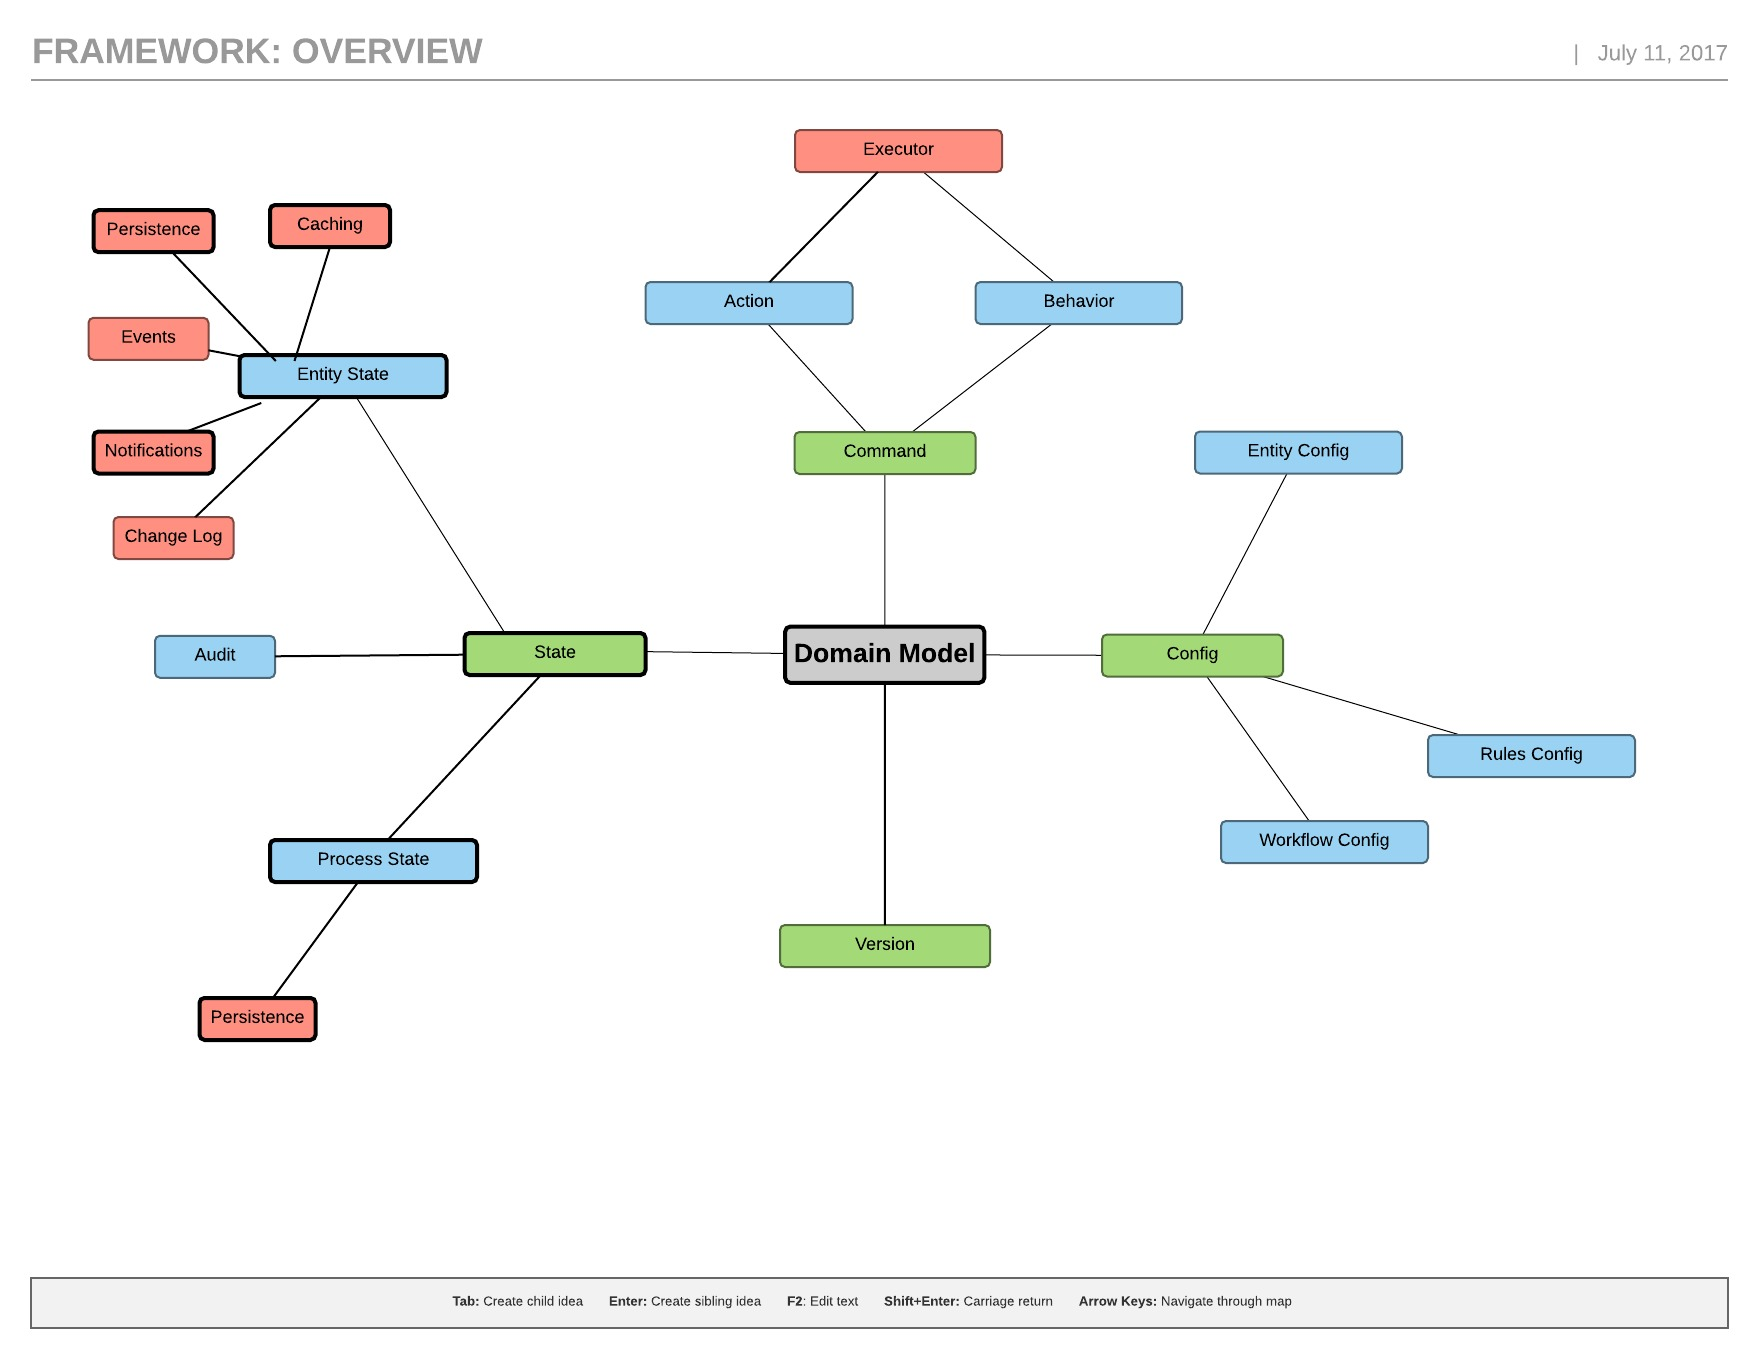 FRAMEWORK: OVERVIEW
| July 11, 2017
Executor
Persistence
Caching
Action
Behavior
Events
Entity State
Notifications
Command
Entity Config
Change Log
Audit
State
Domain Model
Config
Rules Config
Workflow Config
Process State
Version
Persistence
Tab: Create child idea Enter: Create sibling idea F2: Edit text Shift+Enter: Carriage return Arrow Keys: Navigate through map